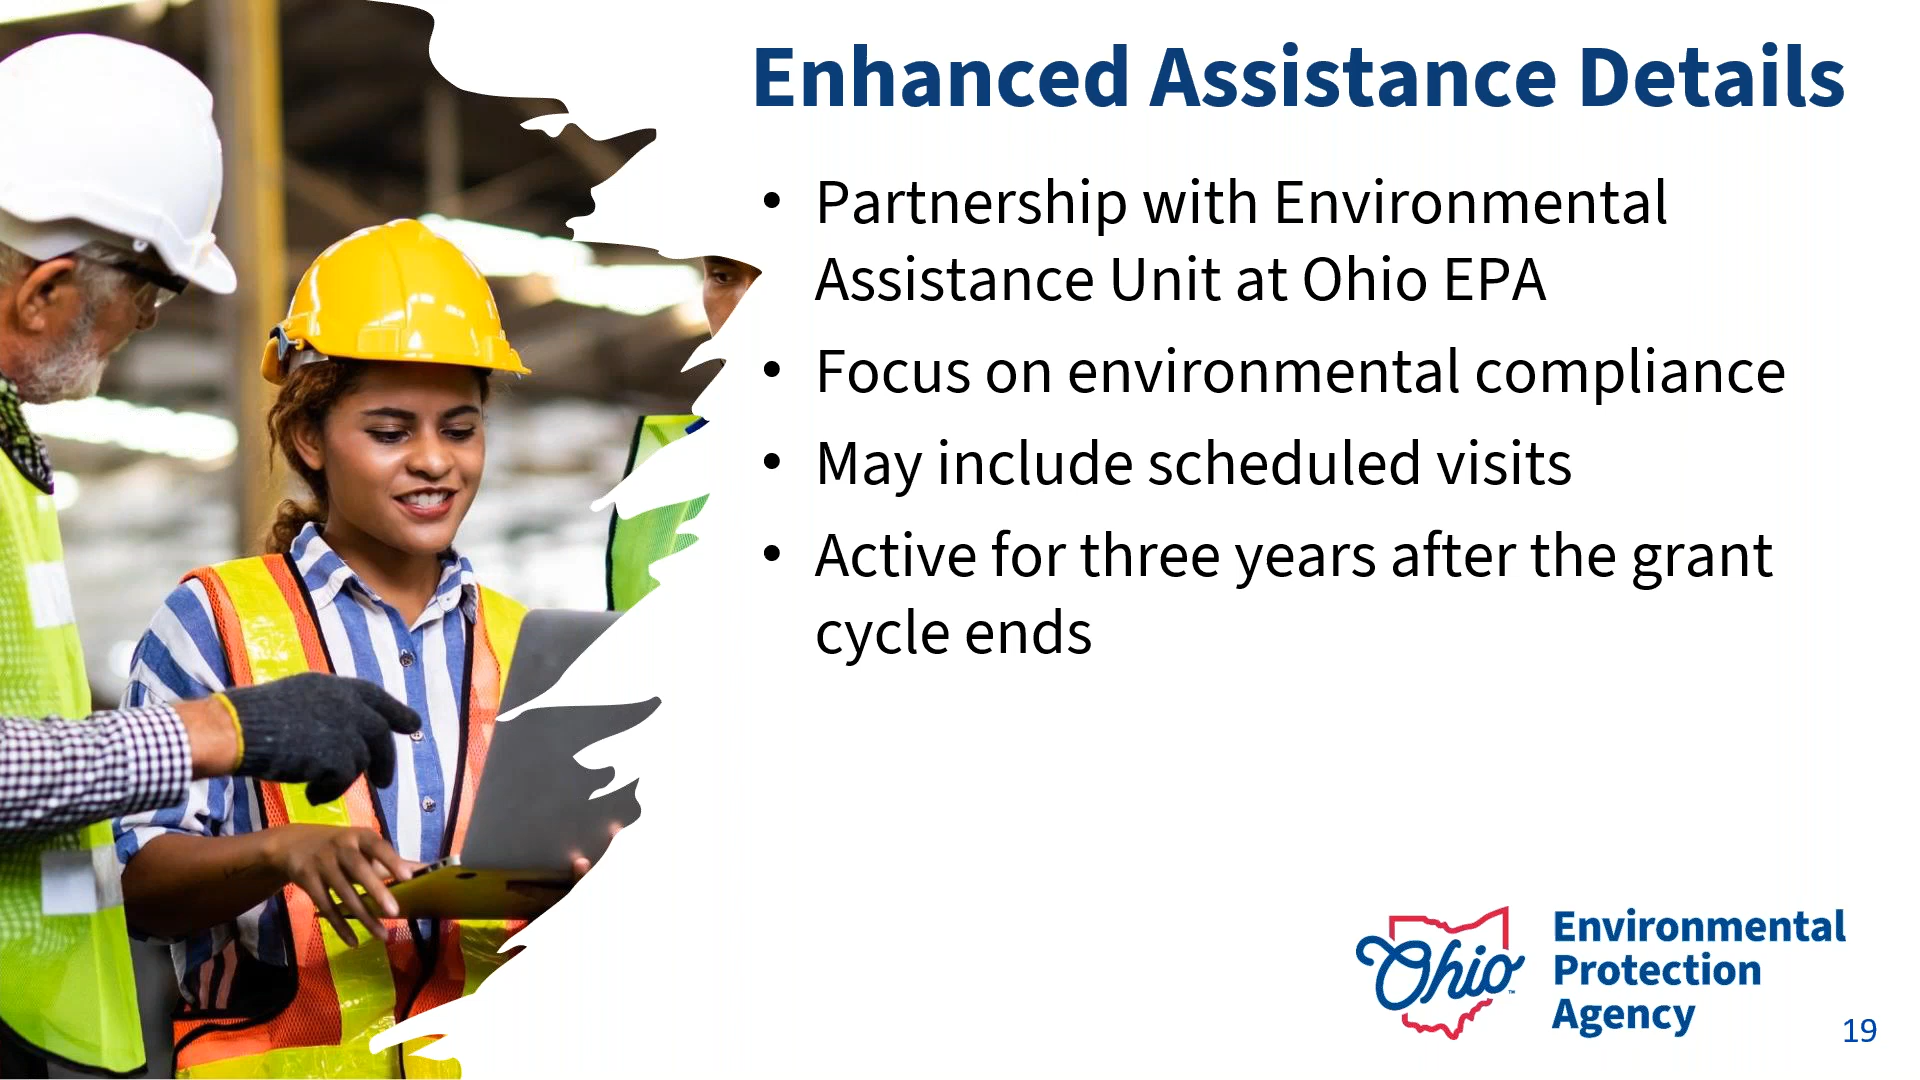 Enhanced Assistance Details
• Partnership with Environmental
Assistance Unit at Ohio EPA
• Focus on environmental compliance
• May include scheduled visits
• Active for three years after the grant
cycle ends
Ohio™
Environmental
Protection
Agency
19